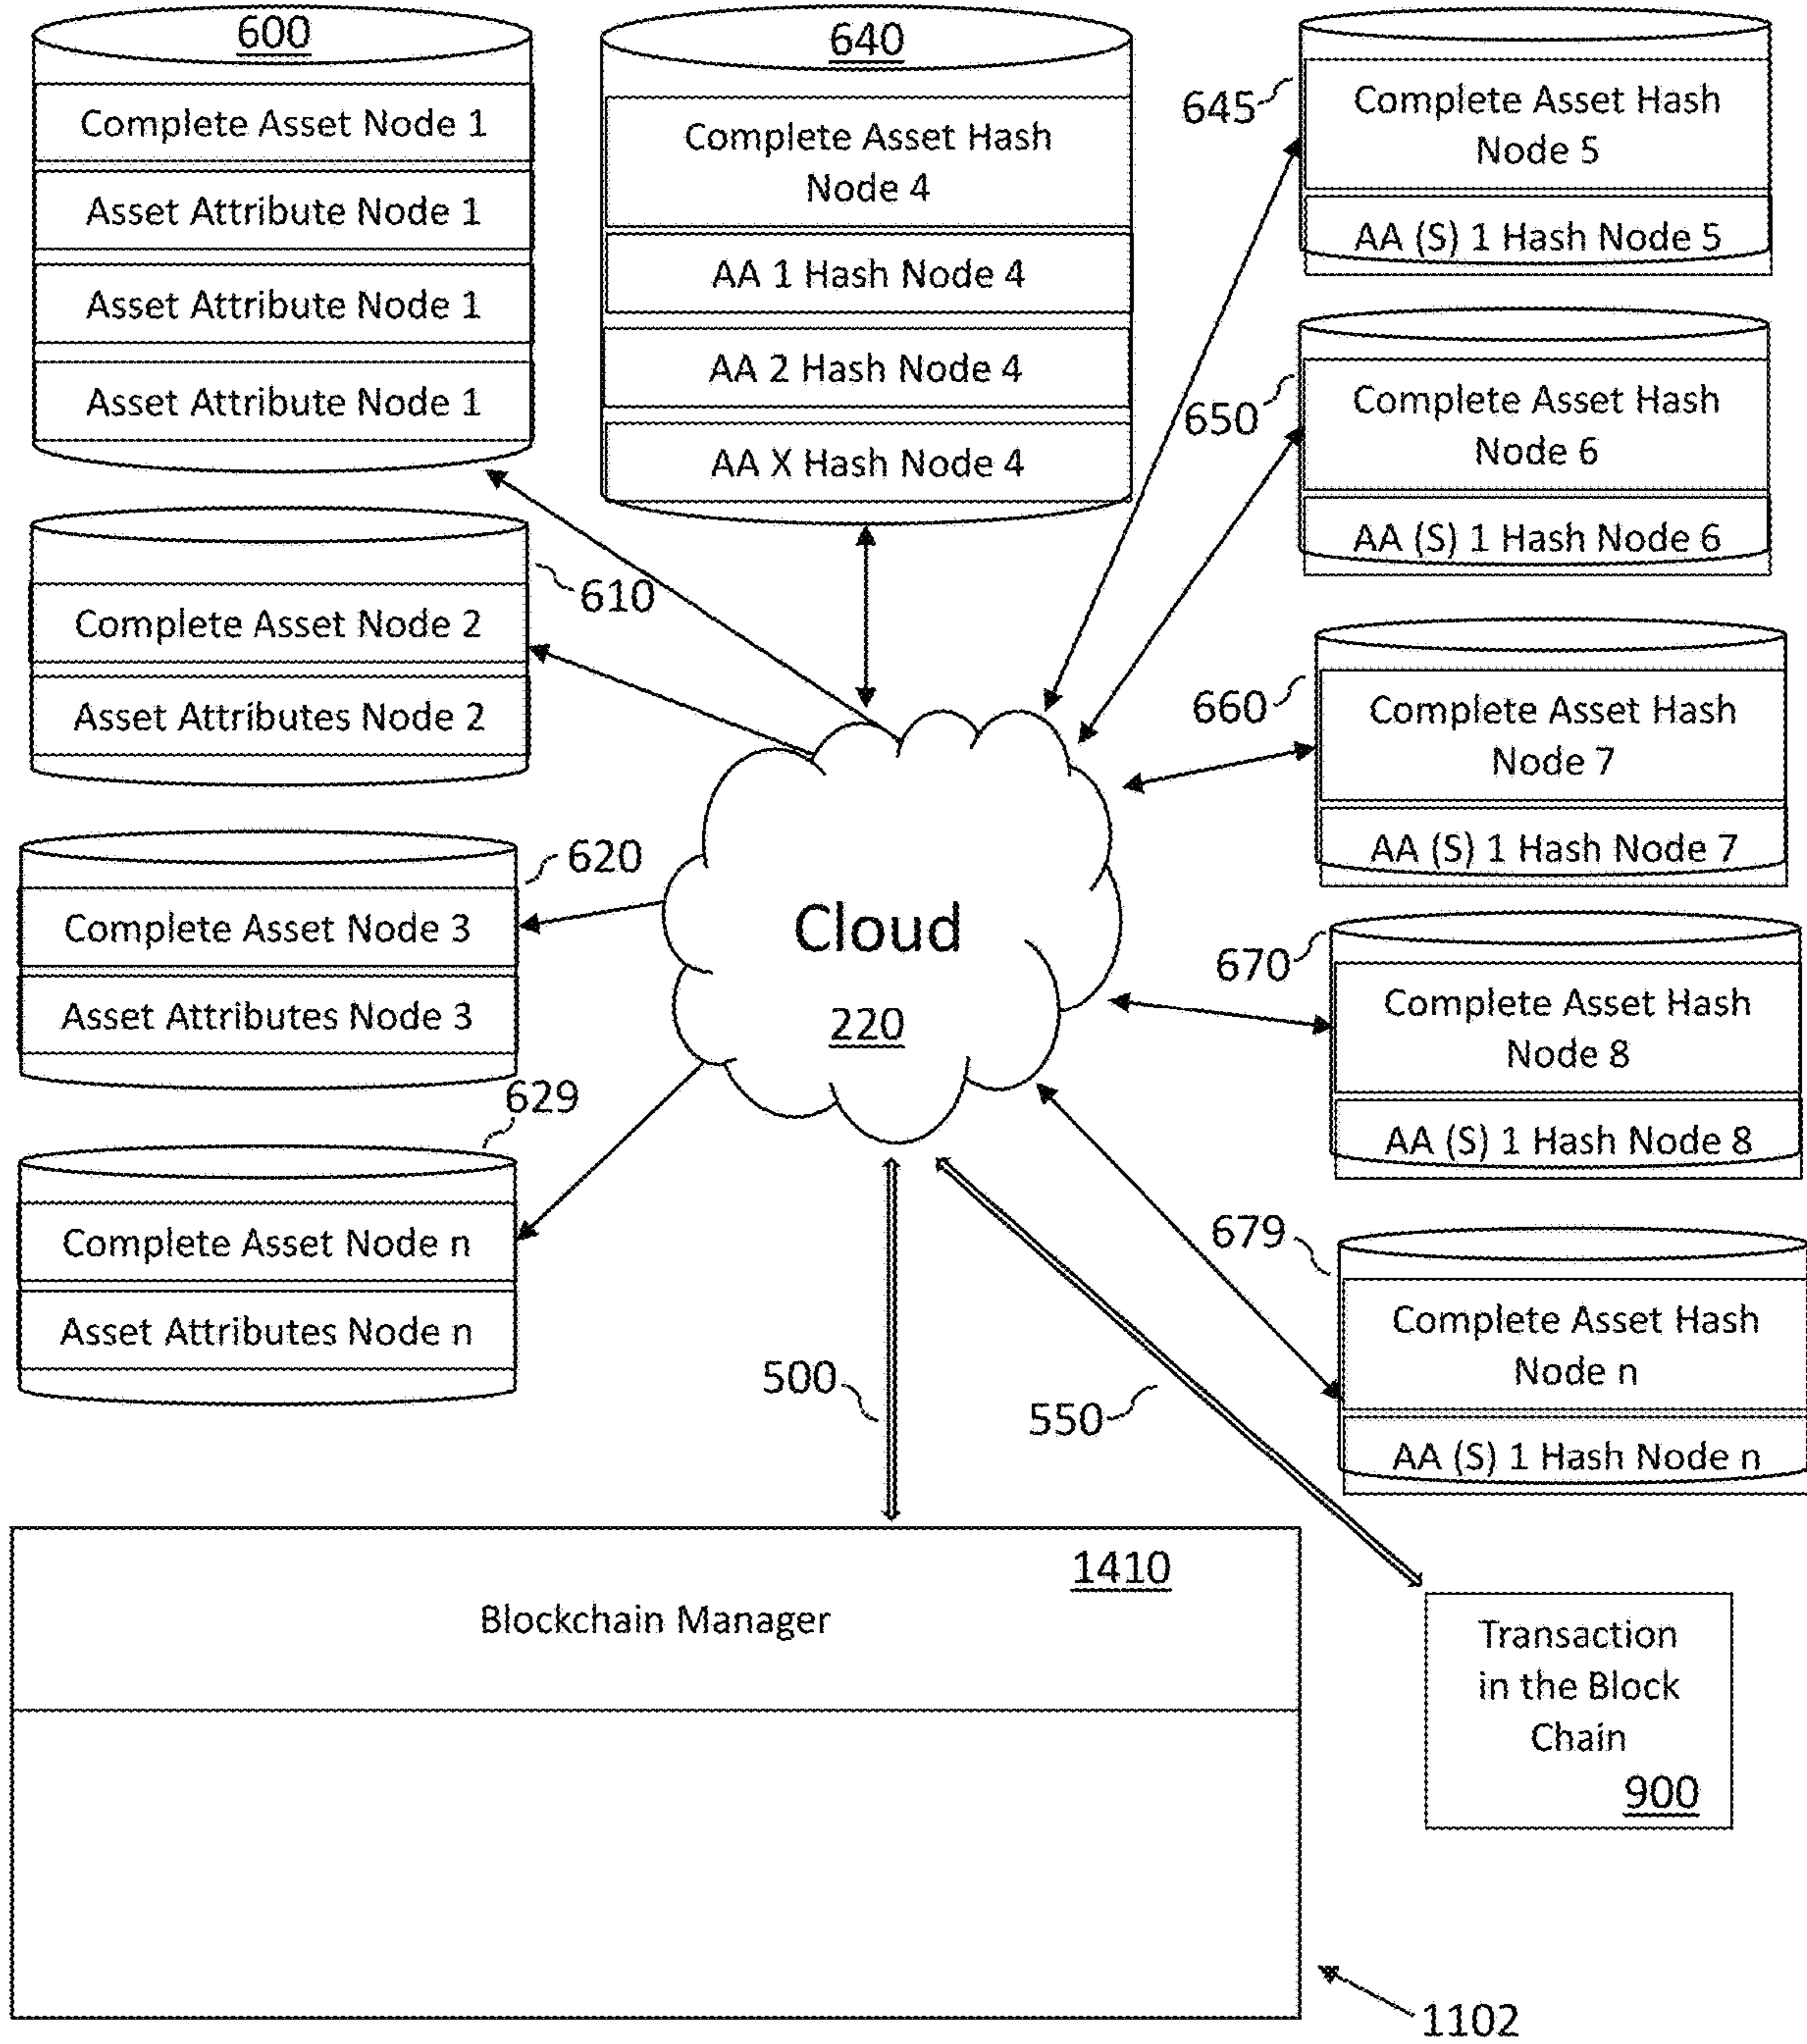 600
Complete Asset Node 1
Asset Attribute Node 1
Asset Attribute Node 1
Asset Attribute Node 1
640
Complete Asset Hash
Node 4
AA 1 Hash Node 4
AA 2 Hash Node 4
AA X Hash Node 4
645
Complete Asset Hash
Node 5
AA (S) 1 Hash Node 5
650
Complete Asset Hash
Node 6
AA (S) 1 Hash Node 6
610
Complete Asset Node 2
Asset Attributes Node 2
660
Complete Asset Hash
Node 7
AA (S) 1 Hash Node 7
620
Complete Asset Node 3
Asset Attributes Node 3
Cloud
220
670
Complete Asset Hash
Node 8
AA (S) 1 Hash Node 8
629
Complete Asset Node n
Asset Attributes Node n
679
Complete Asset Hash
Node n
AA (S) 1 Hash Node n
500
550
1410
Blockchain Manager
Transaction
in the Block
Chain
900
1102